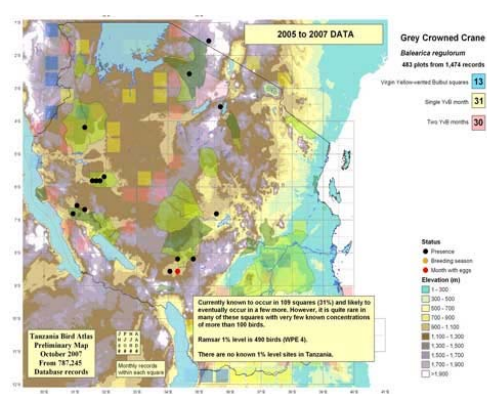 2005 to 2007 DATA
Grey Crowned Crane
Balearica regulorum
483 plots from 1,474 records
Virgin Yellow-vented Bulbul squares 13
Single YvB month 31
Two YvB months 30
Status
Presence
Breeding season
Month with eggs
Elevation (m)
1 - 300
300 - 500
500 - 700
700 - 900
900 - 1,100
1,100 - 1,300
1,300 - 1,500
1,500 - 1,700
1,700 - 1,900
>1,900
Currently known to occur in 109 squares (31%) and likely to
eventually occur in a few more. However, it is quite rare in
many of these squares with very few known concentrations
of more than 100 birds.
Ramsar 1% level is 490 birds (WPE 4).
There are no known 1% level sites in Tanzania.
Tanzania Bird Atlas
Preliminary Map
October 2007
From 787,245
Database records
Monthly records
within each square